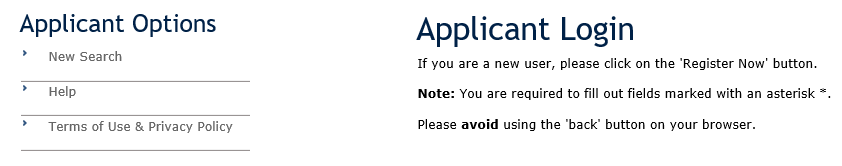 Applicant Options
New Search
Help
Terms of Use & Privacy Policy
Applicant Login
If you are a new user, please click on the 'Register Now' button.
Note: You are required to fill out fields marked with an asterisk *.
Please avoid using the 'back' button on your browser.